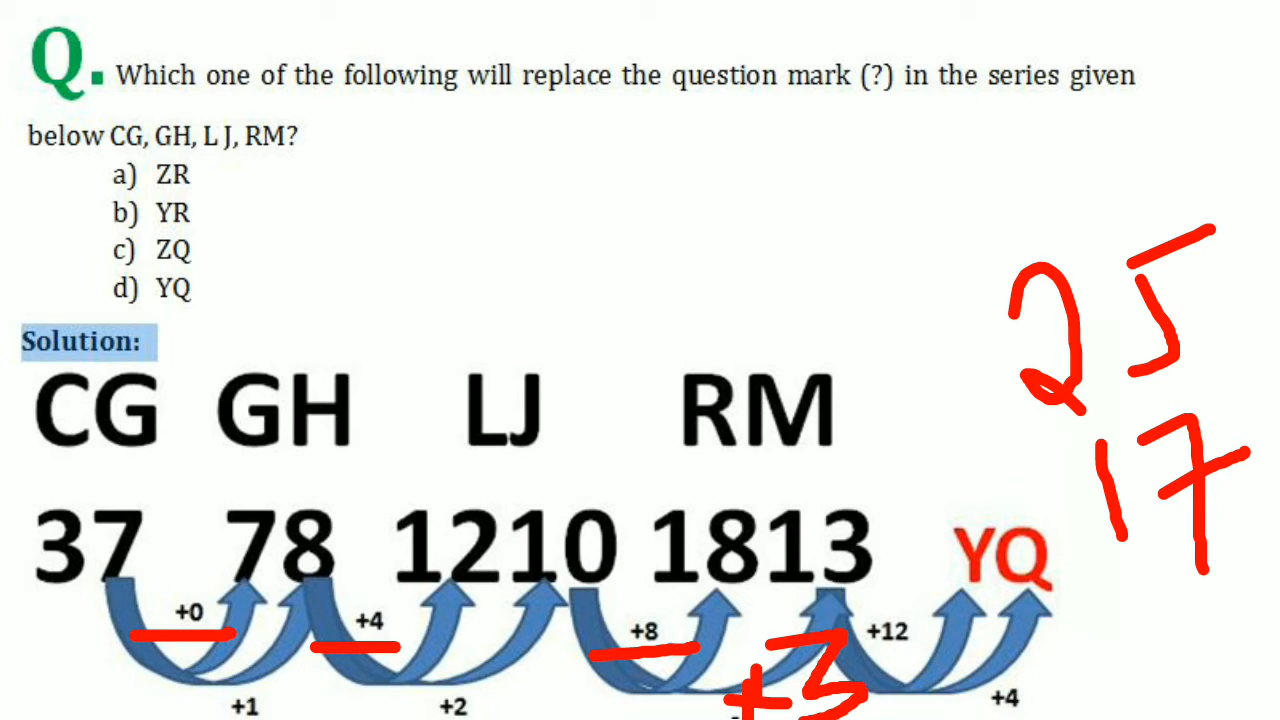 Q. Which one of the following will replace the question mark (?) in the series given
below CG, GH, L J, RM?
a) ZR
b) YR
c) ZQ
d) YQ
25
17
Solution:
CG GH LJ RM
37 78 1210 1813 YQ
+0 +4 +8 +12
+1 +2 +3 +4